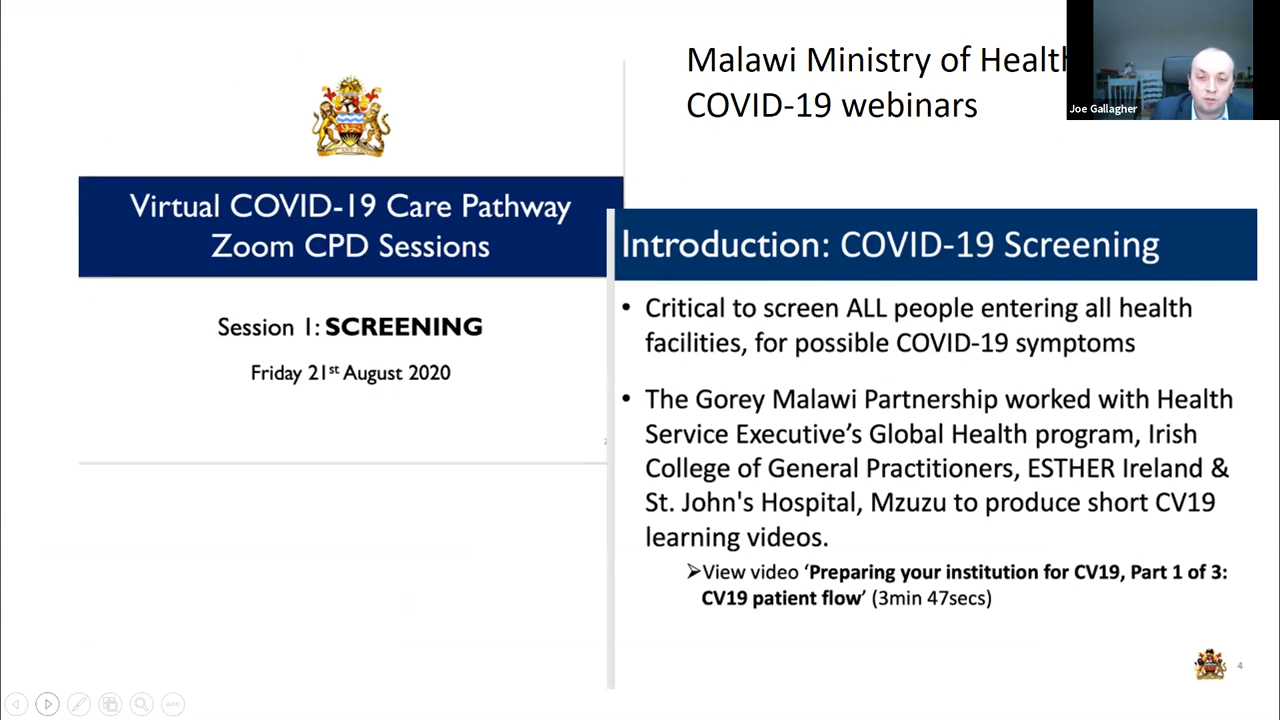 Malawi Ministry of Healt
COVID-19 webinars
Joe Gallagher
Virtual COVID-19 Care Pathway
Zoom CPD Sessions
Session 1: SCREENING
Friday 21st August 2020
2
Introduction: COVID-19 Screening
• Critical to screen ALL people entering all health
facilities, for possible COVID-19 symptoms
• The Gorey Malawi Partnership worked with Health
Service Executive’s Global Health program, Irish
College of General Practitioners, ESTHER Ireland &
St. John's Hospital, Mzuzu to produce short CV19
learning videos.
➢View video ‘Preparing your institution for CV19, Part 1 of 3:
CV19 patient flow’ (3min 47secs)
4